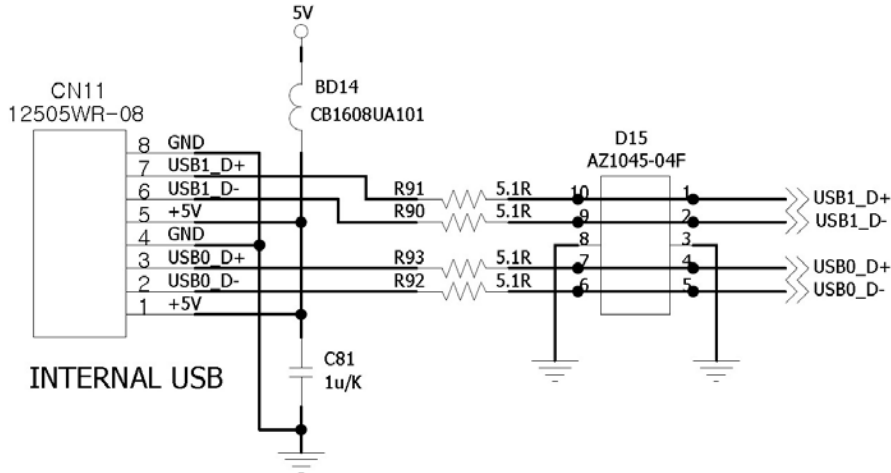 5V
BD14
CB1608UA101
CN11
12505WR-08
D15
AZ1045-04F
8 GND
7 USB1_D+
6 USB1_D-
5 +5V
4 GND
3 USB0_D+
2 USB0_D-
1 +5V
R91 5.1R 10 1 USB1_D+
R90 5.1R 9 2 USB1_D-
8 3
R93 5.1R 7 4 USB0_D+
R92 5.1R 6 5 USB0_D-
C81
1u/K
INTERNAL USB